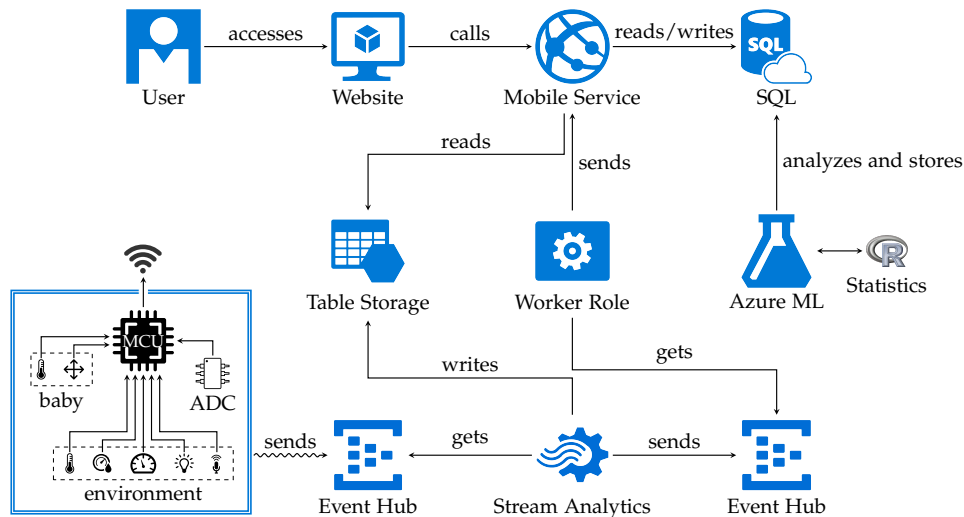 accesses
calls
reads/writes
SQL
User
Website
Mobile Service
SQL
reads
sends
analyzes and stores
R
Table Storage
Worker Role
Azure ML
Statistics
MCU
baby
ADC
writes
gets
sends
gets
sends
environment
Event Hub
Stream Analytics
Event Hub